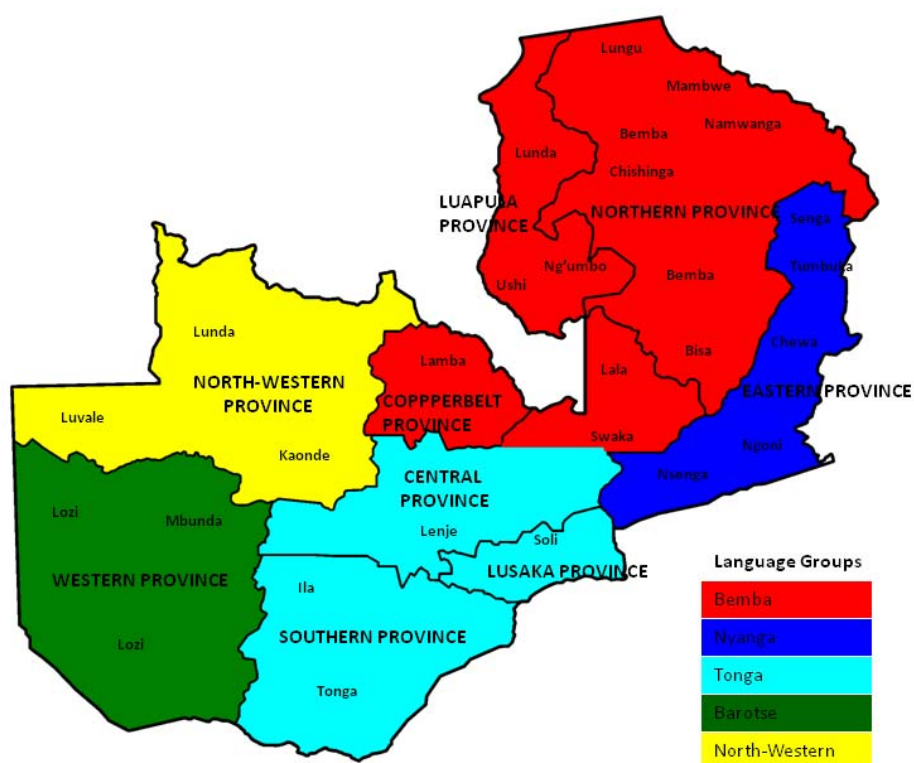 Lungu
Mambwe
Namwanga
Bemba
Lunda
Chishinga
LUAPULA
PROVINCE
NORTHERN PROVINCE
Senga
Ng'umbo
Tumbuka
Ushi
Bemba
Lunda
Chewa
Bisa
Lamba
Lala
NORTH-WESTERN
PROVINCE
EASTERN PROVINCE
COPPPERBELT
PROVINCE
Luvale
Swaka
Ngoni
Kaonde
CENTRAL
PROVINCE
Nsenga
Lozi
Mbunda
Lenje
Soli
WESTERN PROVINCE
LUSAKA PROVINCE
Ila
SOUTHERN PROVINCE
Lozi
Tonga
Language Groups
Bemba
Nyanga
Tonga
Barotse
North-Western